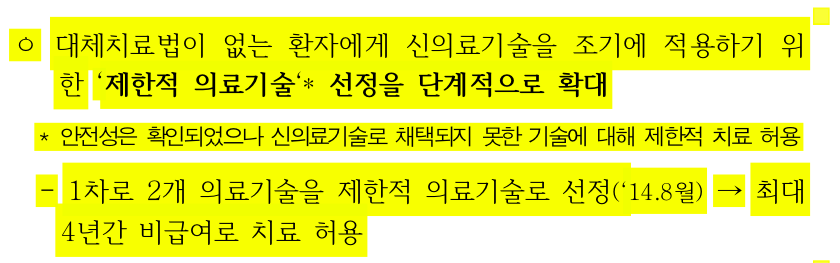 ㅇ 대체치료법이 없는 환자에게 신의료기술을 조기에 적용하기 위
한 ‘제한적 의료기술‘* 선정을 단계적으로 확대
* 안전성은 확인되었으나 신의료기술로 채택되지 못한 기술에 대해 제한적 치료 허용
- 1차로 2개 의료기술을 제한적 의료기술로 선정(‘14.8월) → 최대
4년간 비급여로 치료 허용